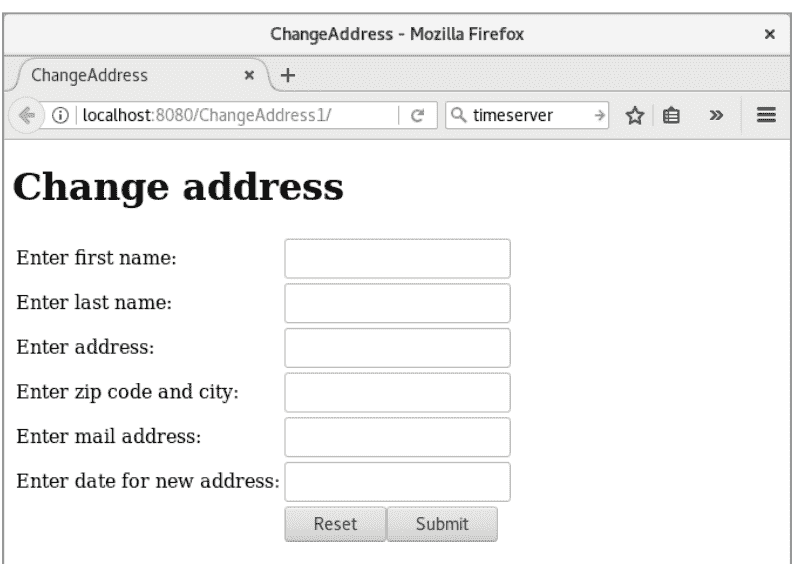 ChangeAddress - Mozilla Firefox
ChangeAddress
localhost:8080/ChangeAddress1/ timeserver
Change address
Enter first name:
Enter last name:
Enter address:
Enter zip code and city:
Enter mail address:
Enter date for new address:
Reset Submit